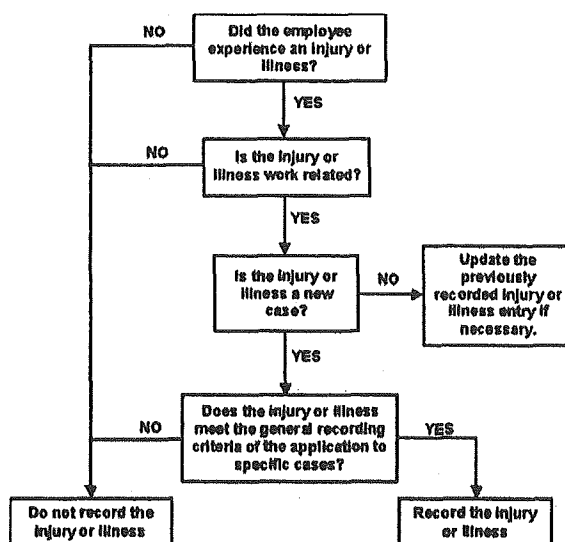 Did the employee
experience an injury or
illness?
NO
YES
Is the injury or
illness work related?
NO
YES
Is the injury or
illness a new
case?
NO
Update the
previously
recorded injury or
illness entry if
necessary.
YES
Does the injury or illness
meet the general recording
criteria of the application to
specific cases?
NO
YES
Do not record the
injury or illness
Record the injury
or illness